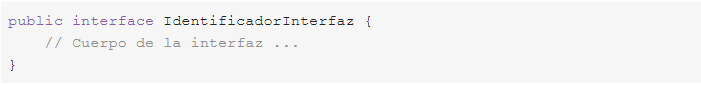 public interface IdentificadorInterfaz {
    // Cuerpo de la interfaz ...
}